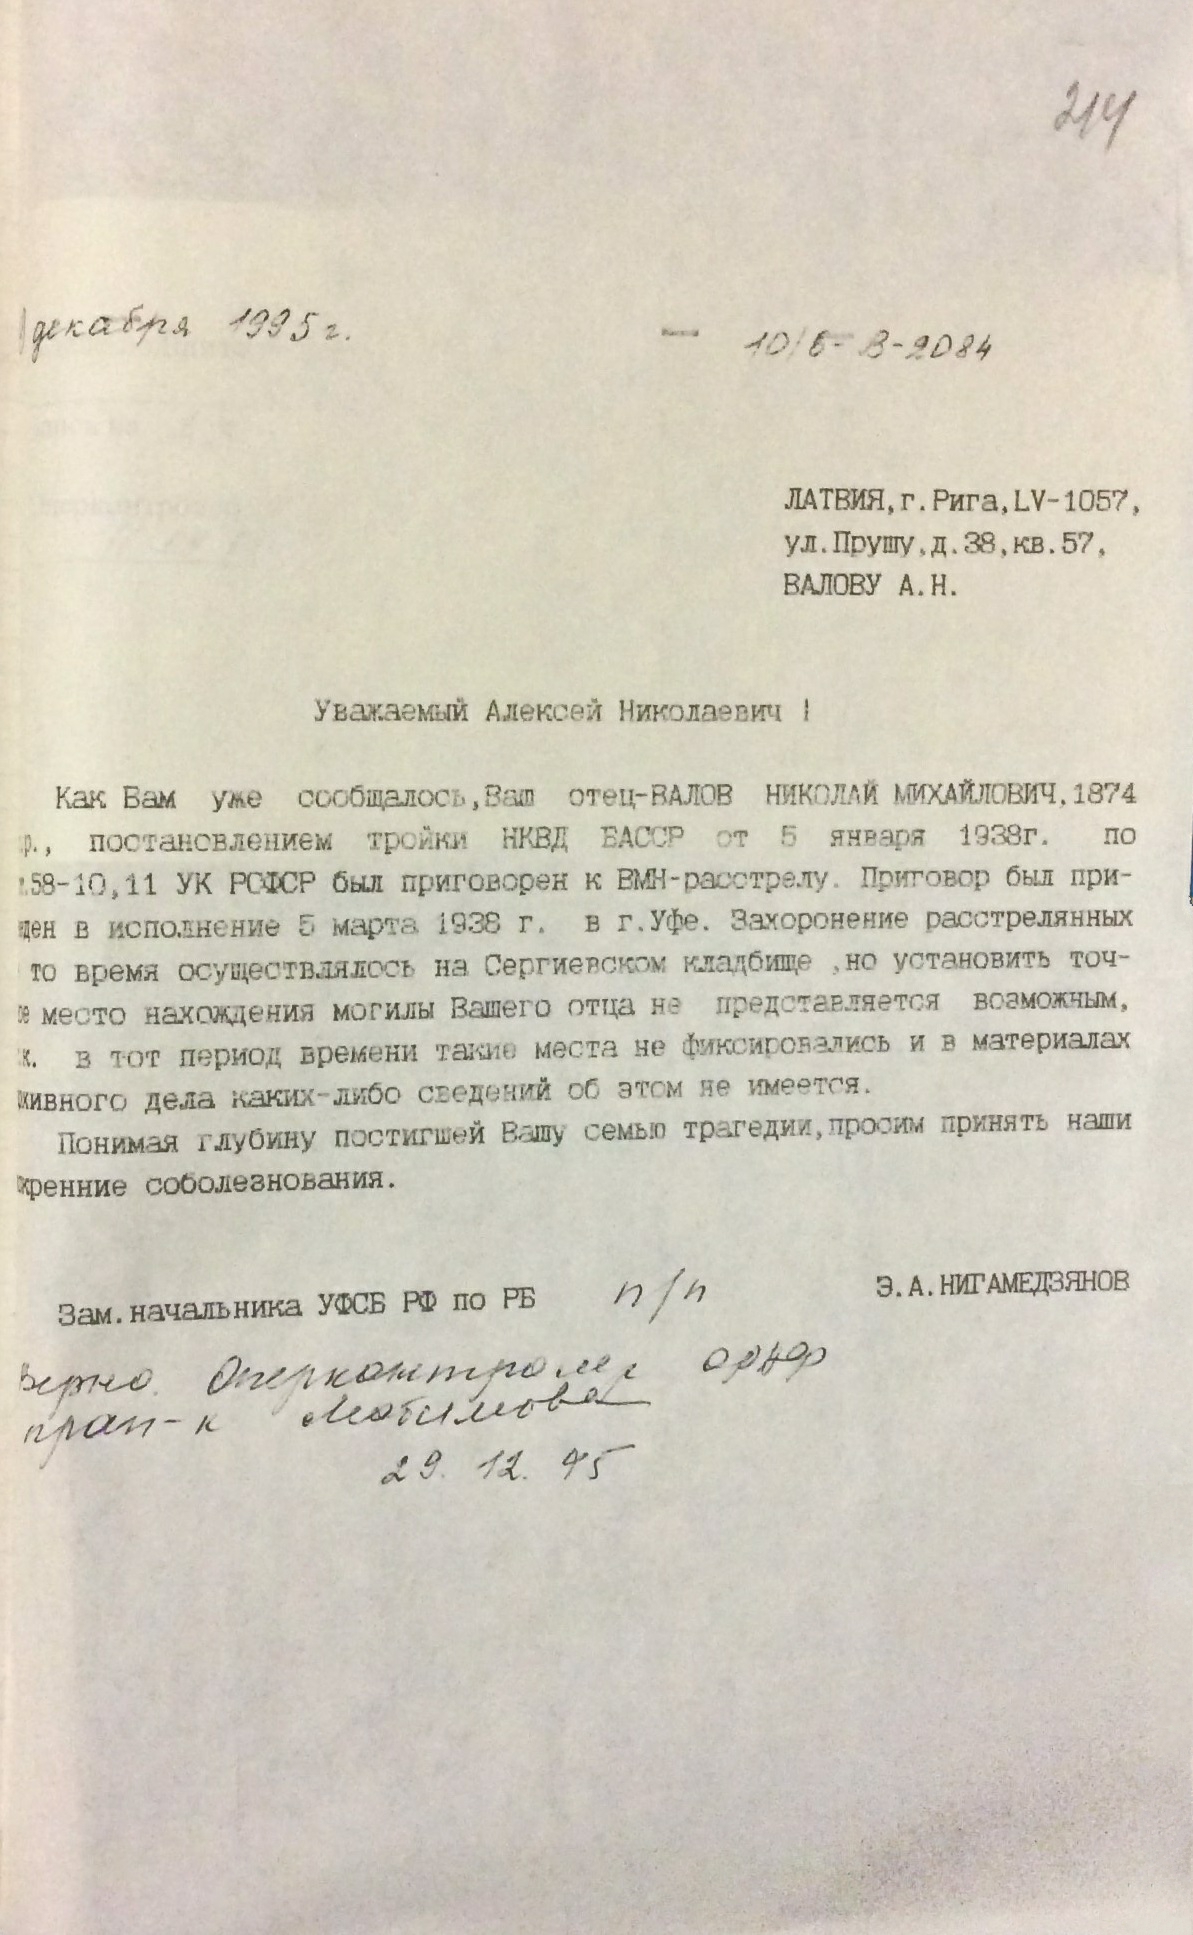 214
декабря 1995г.
10/6-В-2084
ЛАТВИЯ,г.Рига,LV-1057,
ул.Прушу,д.38,кв.57,
ВАЛОВУ А.Н.
Уважаемый Алексей Николаевич !
Как Вам уже сообщалось,Ваш отец-ВАЛОВ НИКОЛАЙ МИХАЙЛОВИЧ,1874
р., постановлением тройки НКВД БАССР от 5 января 1938г. по
.58-10,11 УК РСФСР был приговорен к ВМН-расстрелу. Приговор был при-
ден в исполнение 5 марта 1938 г. в г.Уфе. Захоронение расстрелянных
то время осуществлялось на Сергиевском кладбище ,но установить точ-
е место нахождения могилы Вашего отца не представляется возможным,
к. в тот период времени такие места не фиксировались и в материалах
хивного дела каких-либо сведений об этом не имеется.
Понимая глубину постигшей Вашу семью трагедии,просим принять наши
кренние соболезнования.
Зам.начальника УФСБ РФ по РБ п/п Э.А.НИГАМЕДЗЯНОВ
Верно.
прап-к
29. 12. 95